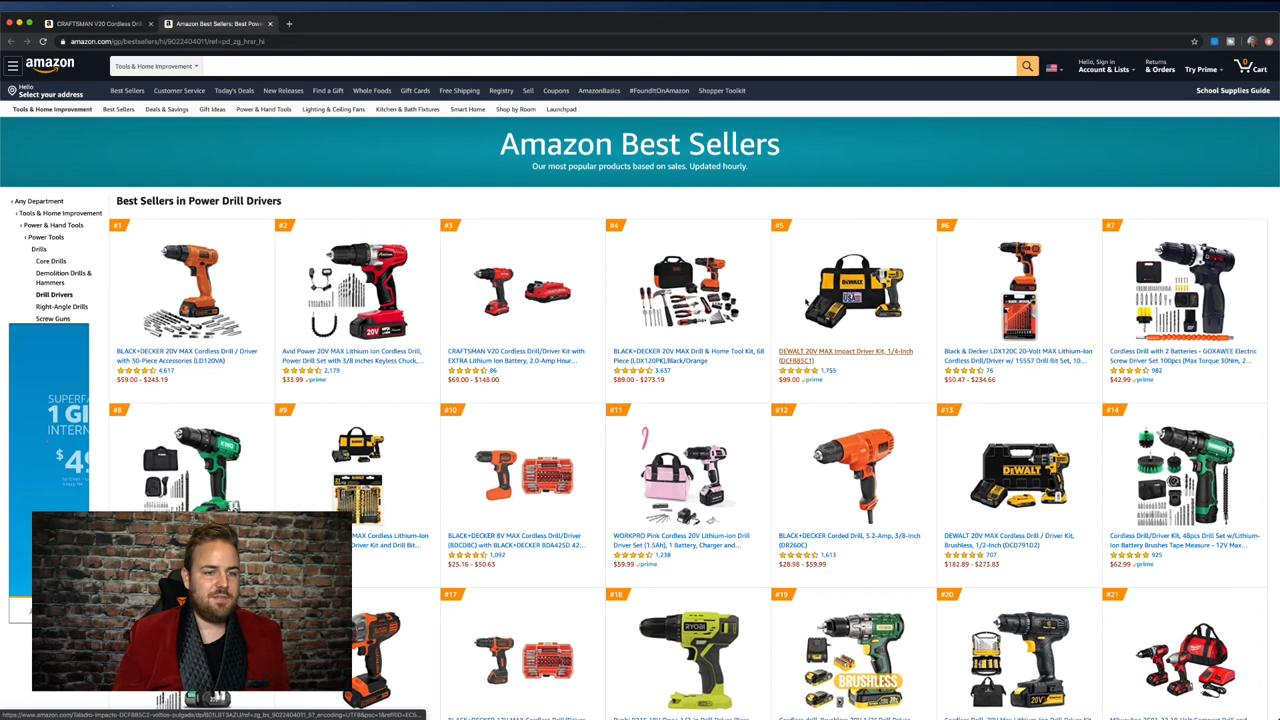 CRAFTSMAN V20 Cordless Drill
Amazon Best Sellers: Best Power
amazon.com/gp/bestsellers/hi/9022404011/ref=pd_zg_hrsr_hi
amazon
Tools & Home Improvement
Hello, Sign in
Account & Lists
Returns
& Orders
Try Prime
0
Cart
Hello
Select your address
Best Sellers Customer Service Today's Deals New Releases Find a Gift Whole Foods Gift Cards Free Shipping Registry Sell Coupons AmazonBasics #FoundItOnAmazon Shopper Toolkit
School Supplies Guide
Tools & Home Improvement Best Sellers Deals & Savings Gift Ideas Power & Hand Tools Lighting & Ceiling Fans Kitchen & Bath Fixtures Smart Home Shop by Room Launchpad
Amazon Best Sellers
Our most popular products based on sales. Updated hourly.
‹ Any Department
‹ Tools & Home Improvement
‹ Power & Hand Tools
‹ Power Tools
Drills
Core Drills
Demolition Drills &
Hammers
Drill Drivers
Right-Angle Drills
Screw Guns
SUPERFA
1 GI
INTERN
$4
Best Sellers in Power Drill Drivers
#1
BLACK+DECKER 20V MAX Cordless Drill / Driver
with 30-Piece Accessories (LD120VA)
4,617
$59.00 - $243.19
#2
20V
Avid Power 20V MAX Lithium Ion Cordless Drill,
Power Drill Set with 3/8 inches Keyless Chuck,...
2,179
$33.99 prime
#3
CRAFTSMAN V20 Cordless Drill/Driver Kit with
EXTRA Lithium Ion Battery, 2.0-Amp Hour...
86
$69.00 - $148.00
#4
BLACK+DECKER 20V MAX Drill & Home Tool Kit, 68
Piece (LDX120PK),Black/Orange
3,637
$89.00 - $273.19
#5
DEWALT
USA
DEWALT 20V MAX Impact Driver Kit, 1/4-Inch
(DCF885C1)
1,755
$99.00 prime
#6
Black & Decker LDX120C 20-Volt MAX Lithium-Ion
Cordless Drill/Driver w/ 15557 Drill Bit Set, 10...
76
$50.47 - $234.66
#7
Cordless Drill with 2 Batteries - GOXAWEE Electric
Screw Driver Set 100pcs (Max Torque 30Nm, 2...
982
$42.99 prime
#8
#9
MAX Cordless Lithium-Ion
Driver Kit and Drill Bit...
#10
BLACK+DECKER 8V MAX Cordless Drill/Driver
(BDCD8C) with BLACK+DECKER BDA42SD 42...
1,092
$25.16 - $50.63
#11
WORKPRO Pink Cordless 20V Lithium-ion Drill
Driver Set (1.5Ah), 1 Battery, Charger and...
1,238
$59.99 prime
#12
BLACK+DECKER Corded Drill, 5.2-Amp, 3/8-Inch
(DR260C)
1,613
$28.98 - $59.99
#13
DEWALT
DEWALT 20V MAX Cordless Drill / Driver Kit,
Brushless, 1/2-Inch (DCD791D2)
707
$182.89 - $273.83
#14
Cordless Drill/Driver Kit, 48pcs Drill Set w/Lithium-
Ion Battery Brushes Tape Measure - 12V Max...
925
$62.99 prime
#17
#18
RYOBI
#19
BRUSHLESS
#20
#21